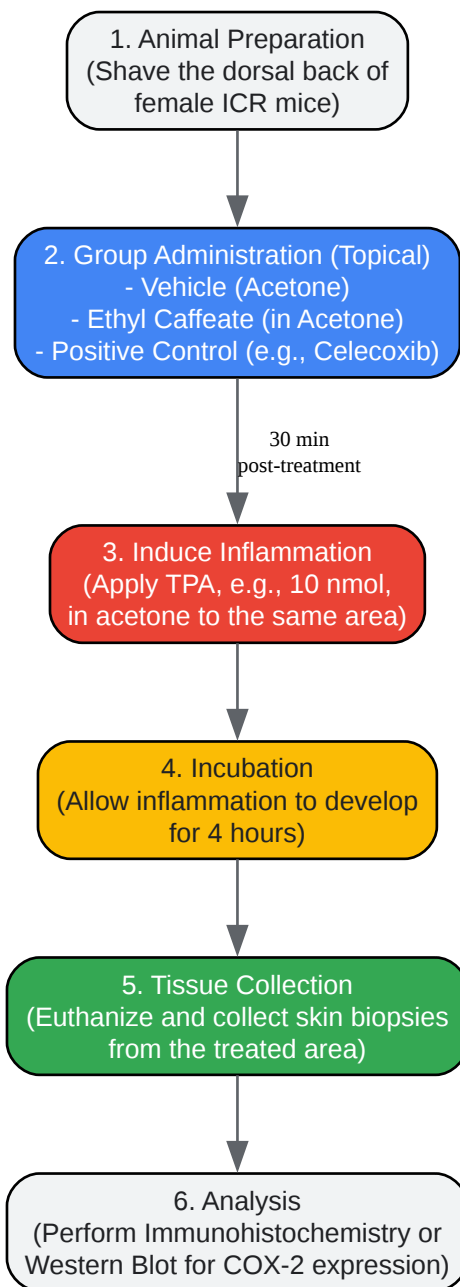 1. Animal Preparation
(Shave the dorsal back of
female ICR mice)
2. Group Administration (Topical)
- Vehicle (Acetone)
- Ethyl Caffeate (in Acetone)
- Positive Control (e.g., Celecoxib)
30 min
post-treatment
3. Induce Inflammation
(Apply TPA, e.g., 10 nmol,
in acetone to the same area)
4. Incubation
(Allow inflammation to develop
for 4 hours)
5. Tissue Collection
(Euthanize and collect skin biopsies
from the treated area)
6. Analysis
(Perform Immunohistochemistry or
Western Blot for COX-2 expression)